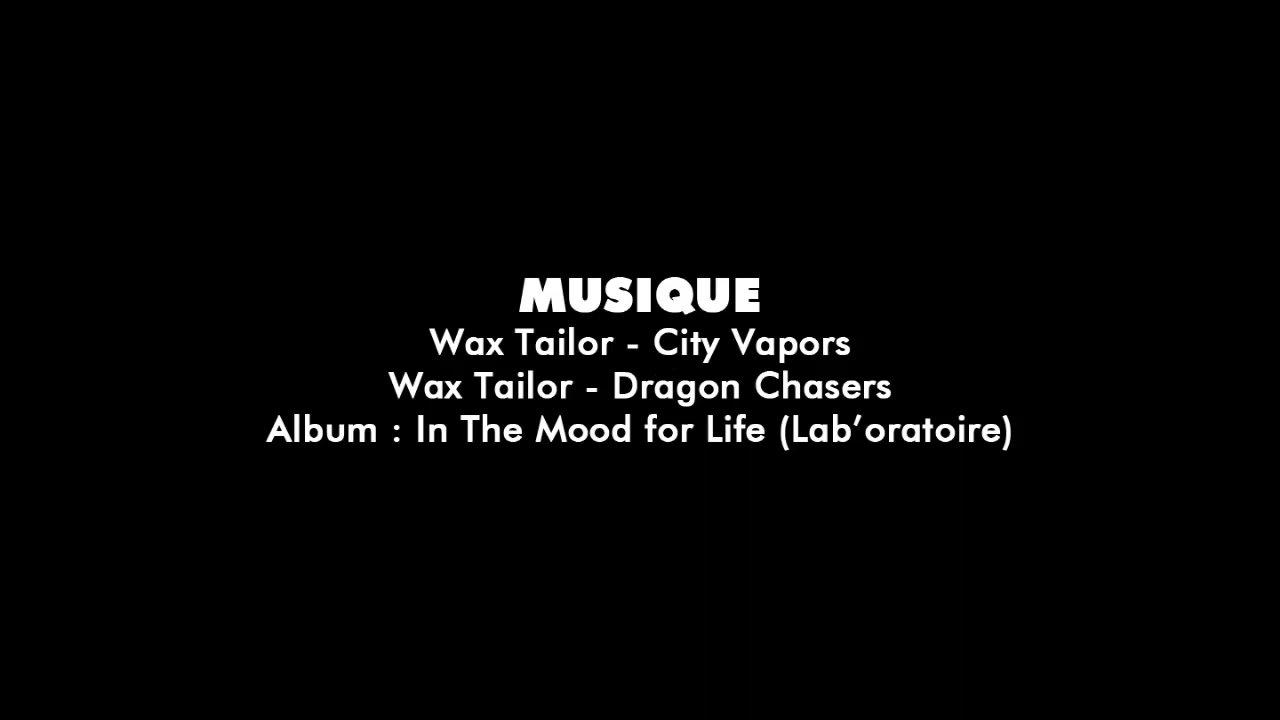 MUSIQUE
Wax Tailor - City Vapors
Wax Tailor - Dragon Chasers
Album : In The Mood for Life (Lab’oratoire)